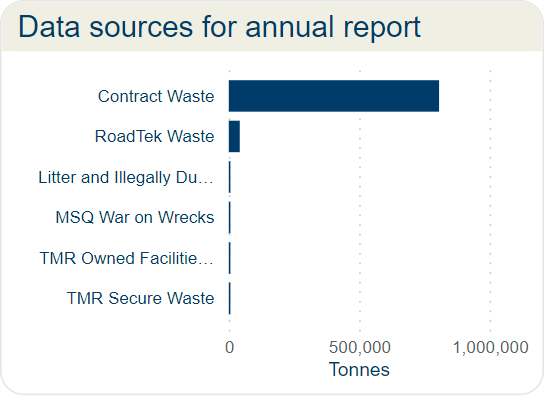 Data sources for annual report
Contract Waste
RoadTek Waste
Litter and Illegally Du…
MSQ War on Wrecks
TMR Owned Facilitie…
TMR Secure Waste
0 500,000 1,000,000
Tonnes